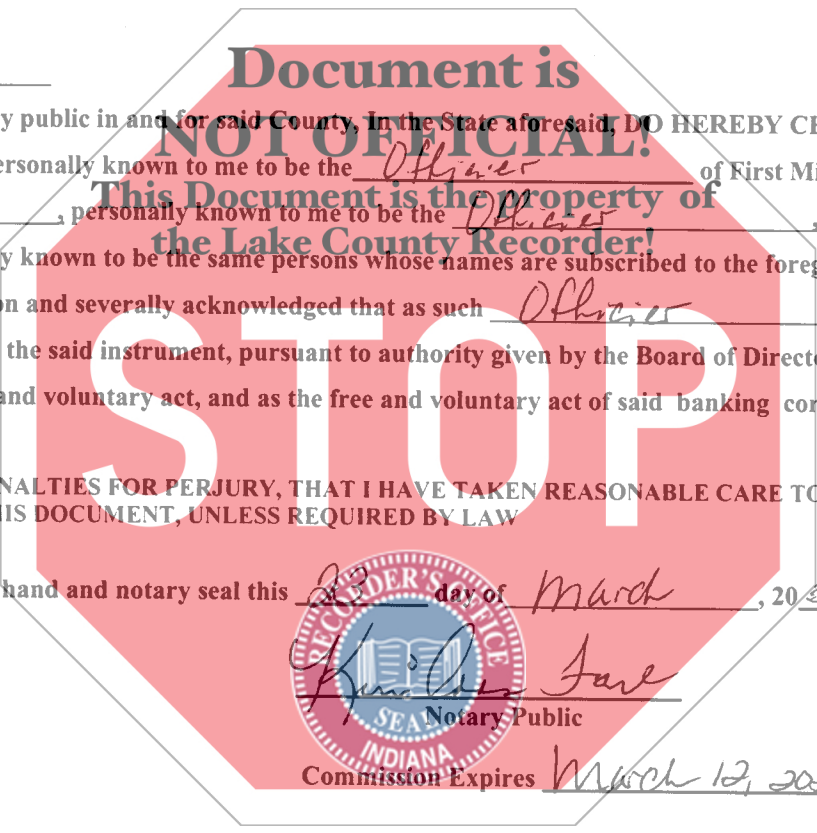 Document is
y public in and for said County, In the State aforesaid, DO HEREBY CE
NOT OFFICIAL!
ersonally known to me to be the Officier of First Mi
This Document is the property of
, personally known to me to be the Officier ,
the Lake County Recorder!
y known to be the same persons whose names are subscribed to the foreg
on and severally acknowledged that as such Officier
STOP
the said instrument, pursuant to authority given by the Board of Directo
and voluntary act, and as the free and voluntary act of said banking cor
NALTIES FOR PERJURY, THAT I HAVE TAKEN REASONABLE CARE TO
HIS DOCUMENT, UNLESS REQUIRED BY LAW
hand and notary seal this 23 day of March , 20
RECORDER'S OFFICE
SEAL
INDIANA
Notary Public
Commission Expires March 12, 20